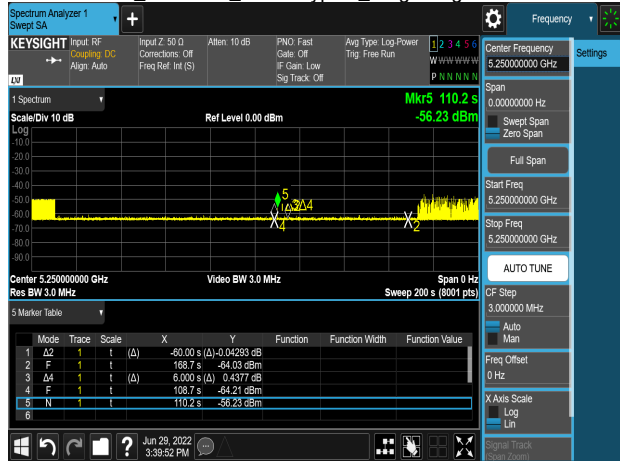 Spectrum Analyzer 1
Swept SA
Frequency
KEYSIGHT Input: RF
Coupling: DC
Align: Auto
Input Z: 50 Ω
Corrections: Off
Freq Ref: Int (S)
Atten: 10 dB
PNO: Fast
Gate: Off
IF Gain: Low
Sig Track: Off
Avg Type: Log-Power
Trig: Free Run
1 2 3 4 5 6
W W W W W W
P N N N N N
LXI
1 Spectrum
Scale/Div 10 dB
Ref Level 0.00 dBm
Mkr5 110.2 s
-56.23 dBm
Log
-10.0
-20.0
-30.0
-40.0
-50.0
-60.0
-70.0
-80.0
-90.0
5
4
2
Center 5.250000000 GHz
Video BW 3.0 MHz
Span 0 Hz
Res BW 3.0 MHz
Sweep 200 s (8001 pts)
5 Marker Table
Mode Trace Scale X Y Function Function Width Function Value
1 Δ2 1 t (Δ) -60.00 s (Δ) -0.04293 dB
2 F 1 t 168.7 s -64.03 dBm
3 Δ4 1 t (Δ) 6.000 s (Δ) 0.4377 dB
4 F 1 t 108.7 s -64.21 dBm
5 N 1 t 110.2 s -56.23 dBm
6
Jun 29, 2022
3:39:52 PM
Center Frequency
5.250000000 GHz
Settings
Span
0.00000000 Hz
Swept Span
Zero Span
Full Span
Start Freq
5.250000000 GHz
Stop Freq
5.250000000 GHz
AUTO TUNE
CF Step
3.000000 MHz
Auto
Man
Freq Offset
0 Hz
X Axis Scale
Log
Lin
Signal Track
(Span Zoom)